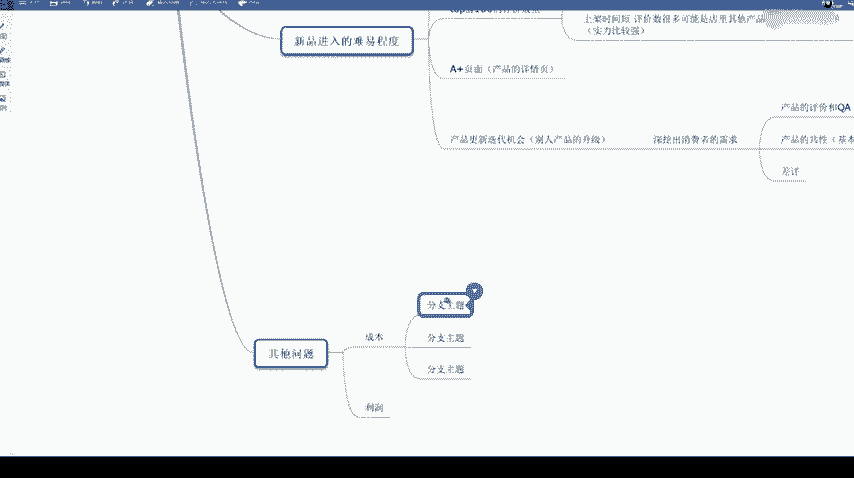 新品进入的难易程度
上架时间短 评价数很多可能是店里其他产品
（实力比较强）
A+页面（产品的详情页）
产品更新迭代机会（别人产品的升级）
深挖出消费者的需求
产品的评价和QA
产品的共性（基本
差评
其他问题
成本
分支主题
分支主题
分支主题
利润